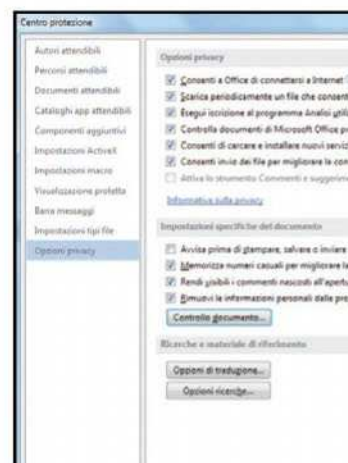 Centro protezione
Autori attendibili
Percorsi attendibili
Documenti attendibili
Cataloghi app attendibili
Componenti aggiuntivi
Impostazioni ActiveX
Impostazioni macro
Visualizzazione protetta
Barra messaggi
Impostazioni tipi file
Opzioni privacy
Opzioni privacy
Consenti a Office di connettersi a Internet
Scarica periodicamente un file che consent
Esegui iscrizione al programma Analisi utili
Controlla documenti di Microsoft Office p
Consenti di cercare e installare nuovi serviz
Consenti invio dei file per migliorare la con
Attiva lo strumento Commenti e suggerime
Informativa sulla privacy
Impostazioni specifiche del documento
Avvisa prima di stampare, salvare o inviare
Memorizza numeri casuali per migliorare la
Rendi visibili i commenti nascosti all'apertu
Rimuovi le informazioni personali dalle pro
Controllo documento...
Ricerche e materiale di riferimento
Opzioni di traduzione...
Opzioni ricerche...